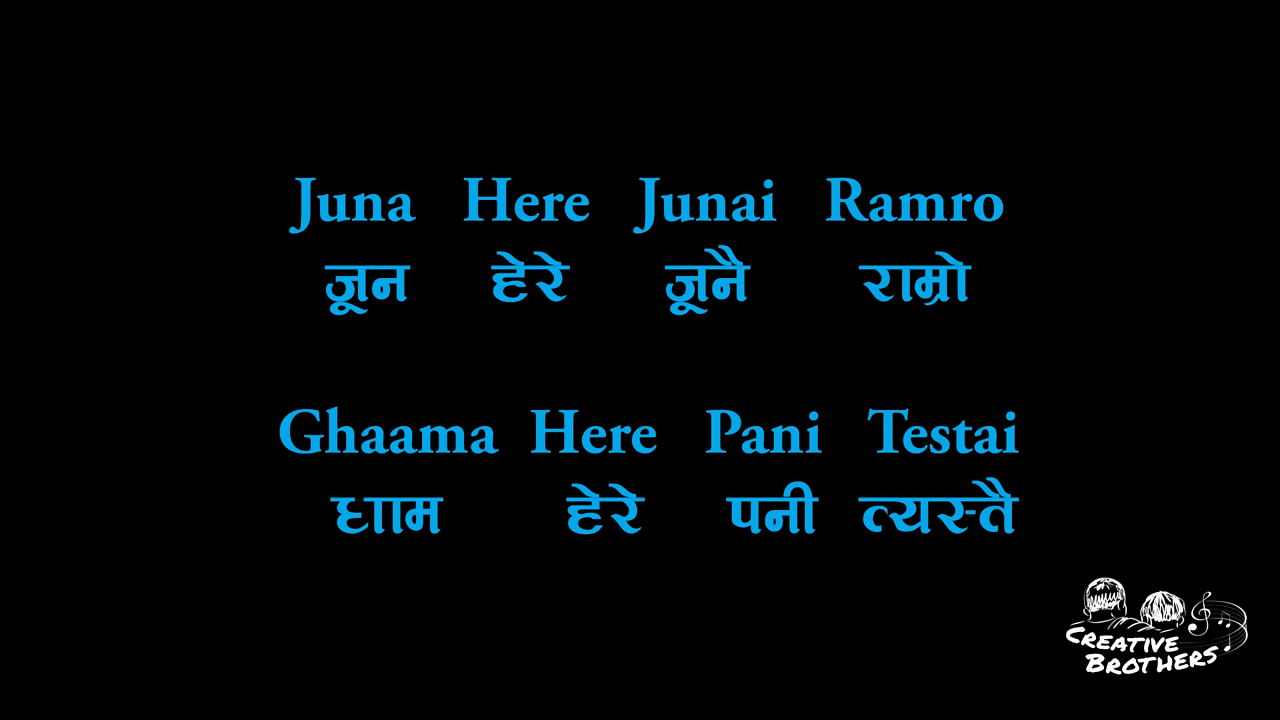 Juna Here Junai Ramro
जून हेरे जूनै राम्रो
Ghaama Here Pani Testai
घाम हेरे पनी त्यस्तै
CREATIVE
BROTHERS